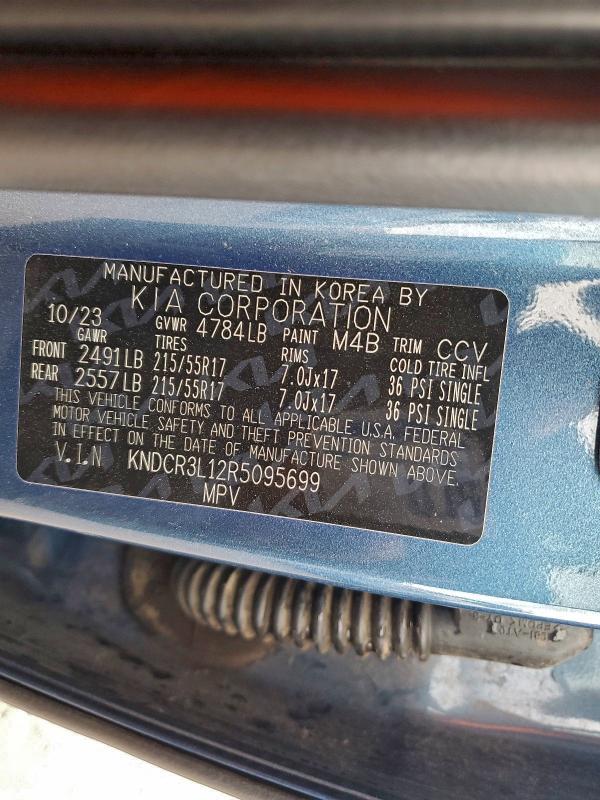 MANUFACTURED IN KOREA BY
KIA CORPORATION
10/23 GVWR 4784LB PAINT M4B TRIM CCV
GAWR TIRES RIMS COLD TIRE INFL
FRONT 2491LB 215/55R17 7.0Jx17 36 PSI SINGLE
REAR 2557LB 215/55R17 7.0Jx17 36 PSI SINGLE
THIS VEHICLE CONFORMS TO ALL APPLICABLE U.S.A. FEDERAL
MOTOR VEHICLE SAFETY AND THEFT PREVENTION STANDARDS
IN EFFECT ON THE DATE OF MANUFACTURE SHOWN ABOVE.
V.I.N KNDCR3L12R5095699
MPV